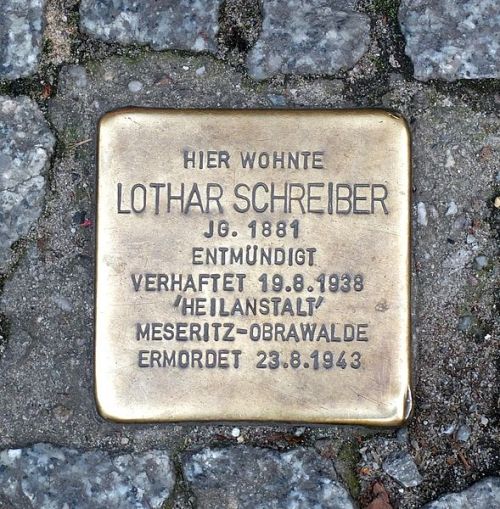 HIER WOHNTE
LOTHAR SCHREIBER
JG. 1881
ENTMÜNDIGT
VERHAFTET 19.8.1938
'HEILANSTALT'
MESERITZ-OBRAWALDE
ERMORDET 23.8.1943